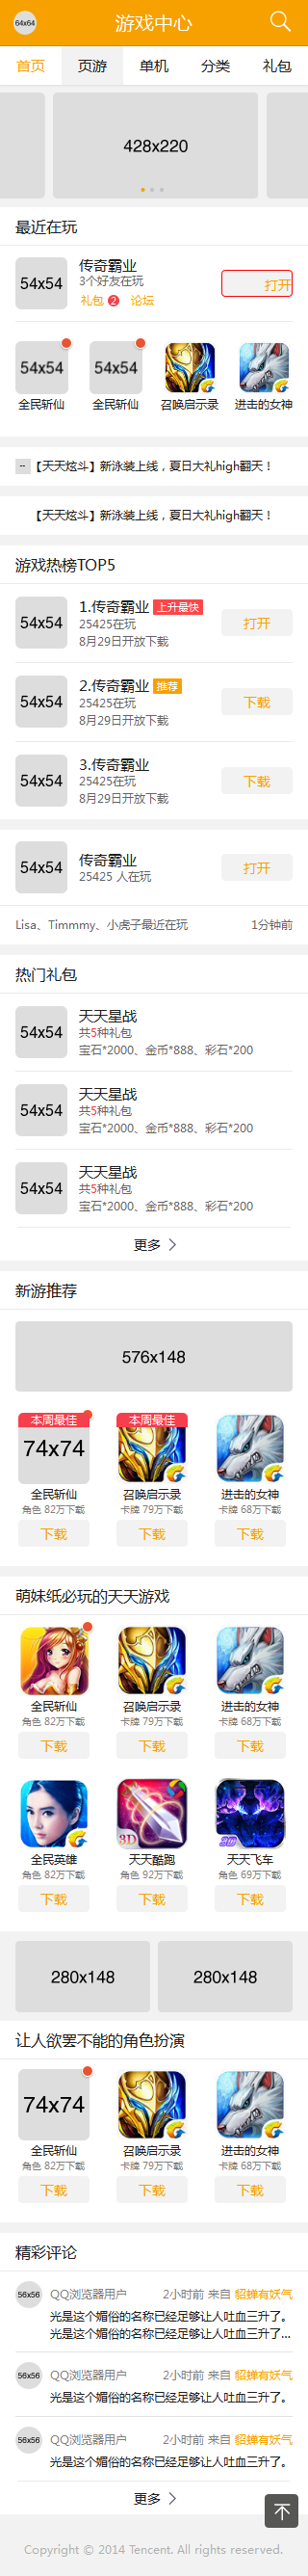 64x64
游戏中心
首页 页游 单机 分类 礼包
428x220
最近在玩
54x54
传奇霸业
3个好友在玩
礼包 2 论坛
打开
54x54 54x54
全民斩仙 全民斩仙 召唤启示录 进击的女神
【天天炫斗】新泳装上线，夏日大礼high翻天！
【天天炫斗】新泳装上线，夏日大礼high翻天！
游戏热榜TOP5
54x54
1.传奇霸业 上升最快
25425在玩
8月29日开放下载
打开
54x54
2.传奇霸业 推荐
25425在玩
8月29日开放下载
下载
54x54
3.传奇霸业
25425在玩
8月29日开放下载
下载
54x54
传奇霸业
25425 人在玩
打开
Lisa、Timmmy、小虎子最近在玩 1分钟前
热门礼包
54x54
天天星战
共5种礼包
宝石*2000、金币*888、彩石*200
54x54
天天星战
共5种礼包
宝石*2000、金币*888、彩石*200
54x54
天天星战
共5种礼包
宝石*2000、金币*888、彩石*200
更多
新游推荐
576x148
本周最佳 本周最佳
74x74
全民斩仙 召唤启示录 进击的女神
角色 82万下载 卡牌 79万下载 卡牌 68万下载
下载 下载 下载
萌妹纸必玩的天天游戏
全民斩仙 召唤启示录 进击的女神
角色 82万下载 卡牌 79万下载 卡牌 68万下载
下载 下载 下载
3D
全民英雄 天天酷跑 天天飞车
角色 82万下载 角色 92万下载 角色 69万下载
下载 下载 下载
280x148 280x148
让人欲罢不能的角色扮演
74x74
全民斩仙 召唤启示录 进击的女神
角色 82万下载 卡牌 79万下载 卡牌 68万下载
下载 下载 下载
精彩评论
56x56 QQ浏览器用户 2小时前 来自 貂蝉有妖气
光是这个媚俗的名称已经足够让人吐血三升了。
光是这个媚俗的名称已经足够让人吐血三升了...
56x56 QQ浏览器用户 2小时前 来自 貂蝉有妖气
光是这个媚俗的名称已经足够让人吐血三升了。
56x56 QQ浏览器用户 2小时前 来自 貂蝉有妖气
光是这个媚俗的名称已经足够让人吐血三升了。
更多
Copyright © 2014 Tencent. All rights reserved.